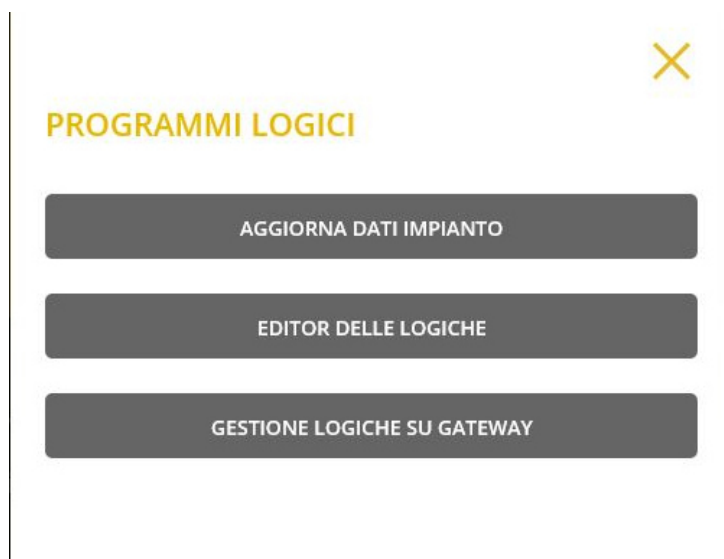 PROGRAMMI LOGICI
AGGIORNA DATI IMPIANTO
EDITOR DELLE LOGICHE
GESTIONE LOGICHE SU GATEWAY